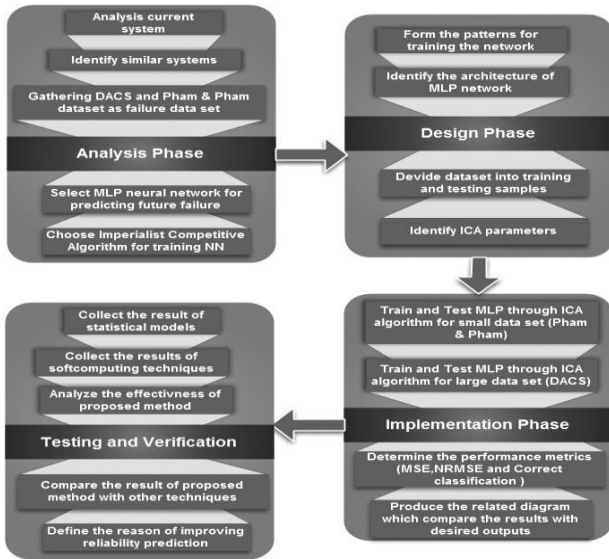 Analysis current
system
Identify similar systems
Gathering DACS and Pham & Pham
dataset as failure data set
Analysis Phase
Select MLP neural network for
predicting future failure
Choose Imperialist Competitive
Algorithm for training NN
Form the patterns for
training the network
Identify the architecture of
MLP network
Design Phase
Devide dataset into training
and testing samples
Identify ICA parameters
Train and Test MLP through ICA
algorithm for small data set (Pham
& Pham)
Train and Test MLP through ICA
algorithm for large data set (DACS)
Implementation Phase
Determine the performance metrics
(MSE,NRMSE and Correct
classification )
Produce the related diagram
which compare the results with
desired outputs
Collect the result of
statistical models
Collect the results of
softcomputing techniques
Analyze the effectivness of
proposed method
Testing and Verification
Compare the result of proposed
method with other techniques
Define the reason of improving
reliability prediction